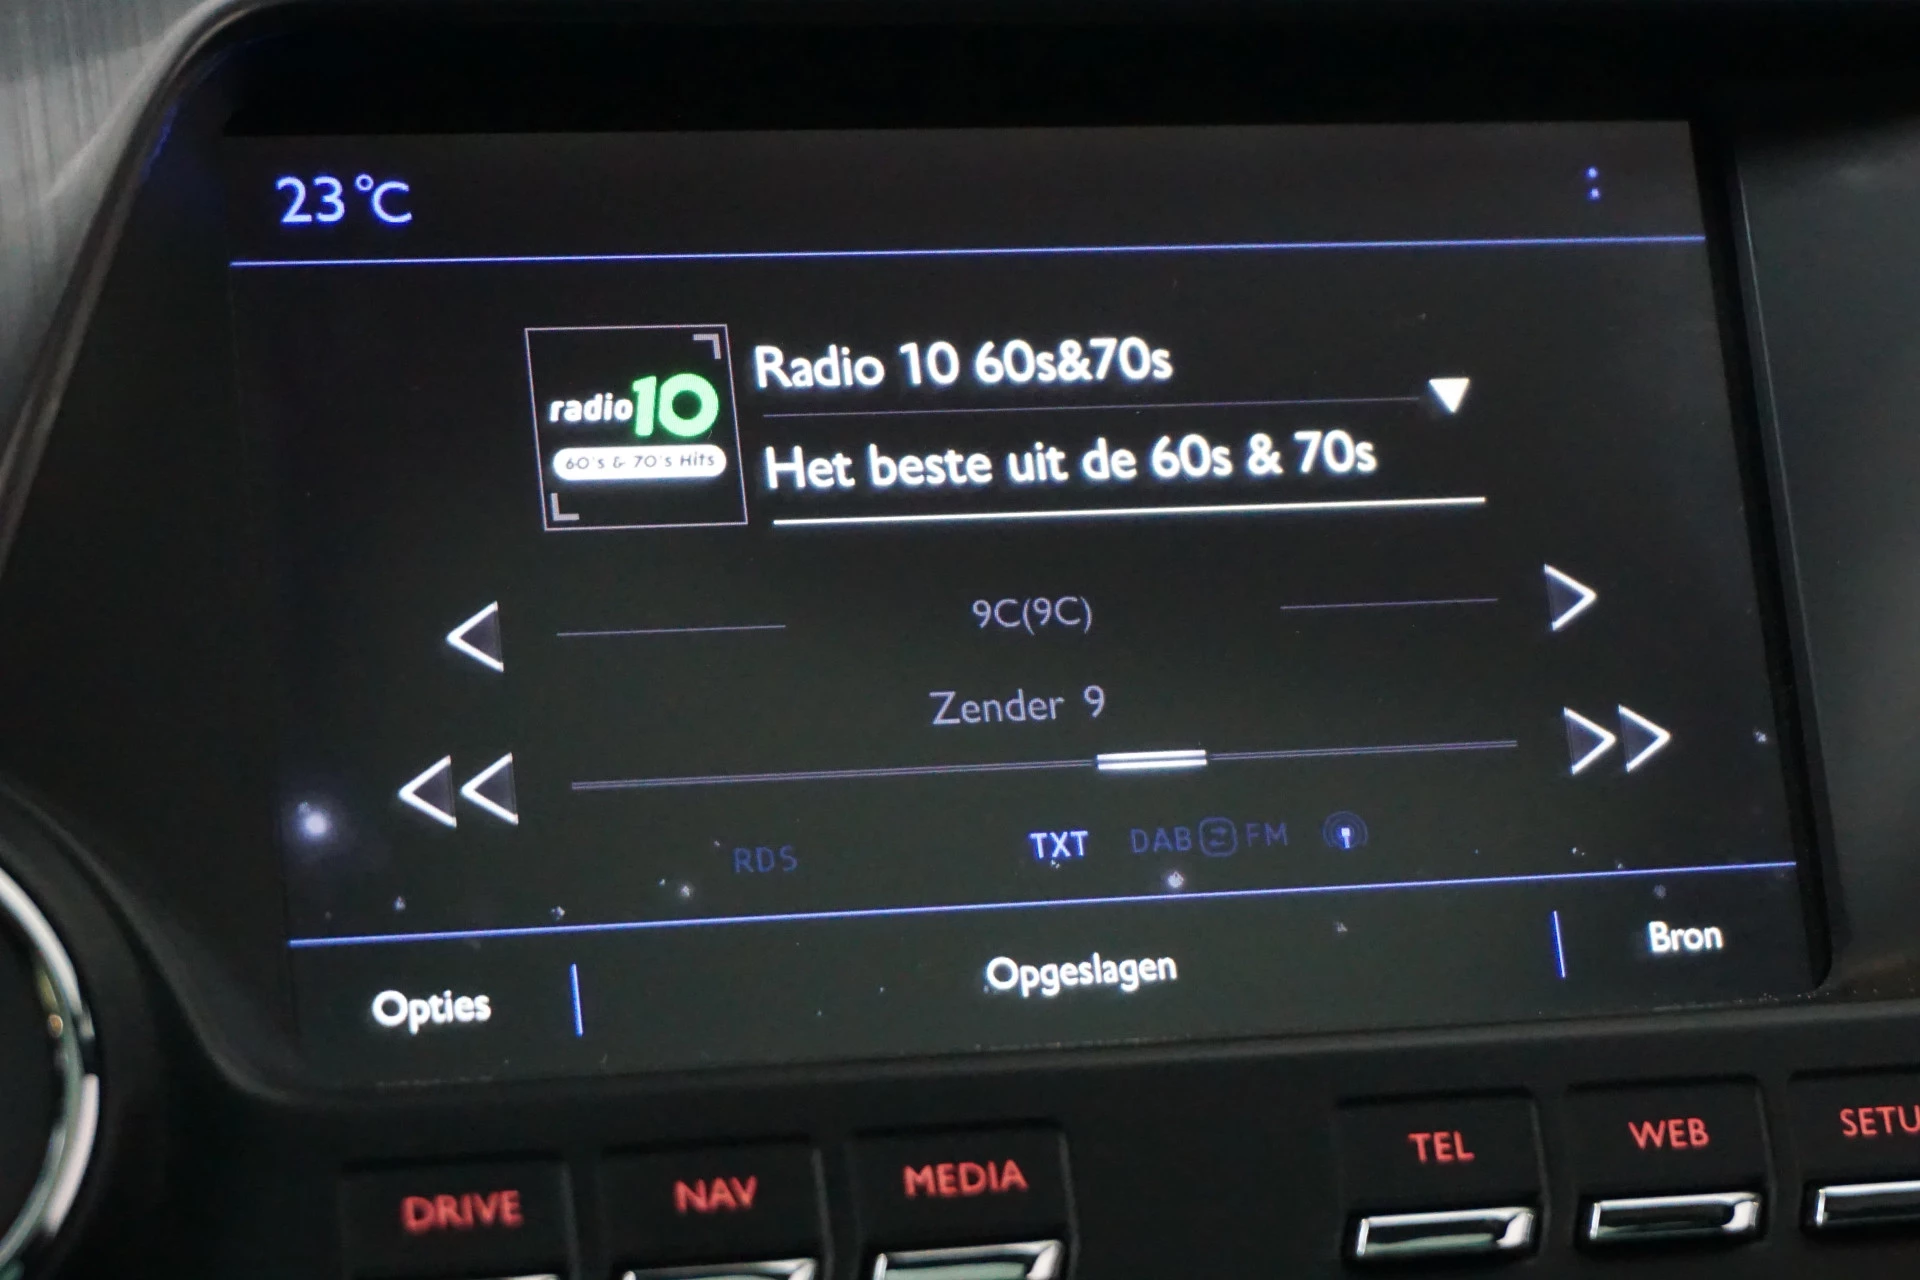 23°C
radio10
60's & 70's Hits
Radio 10 60s&70s
Het beste uit de 60s & 70s
9C(9C)
Zender 9
RDS TXT DAB FM
Opties Opgeslagen Bron
DRIVE NAV MEDIA TEL WEB SETU